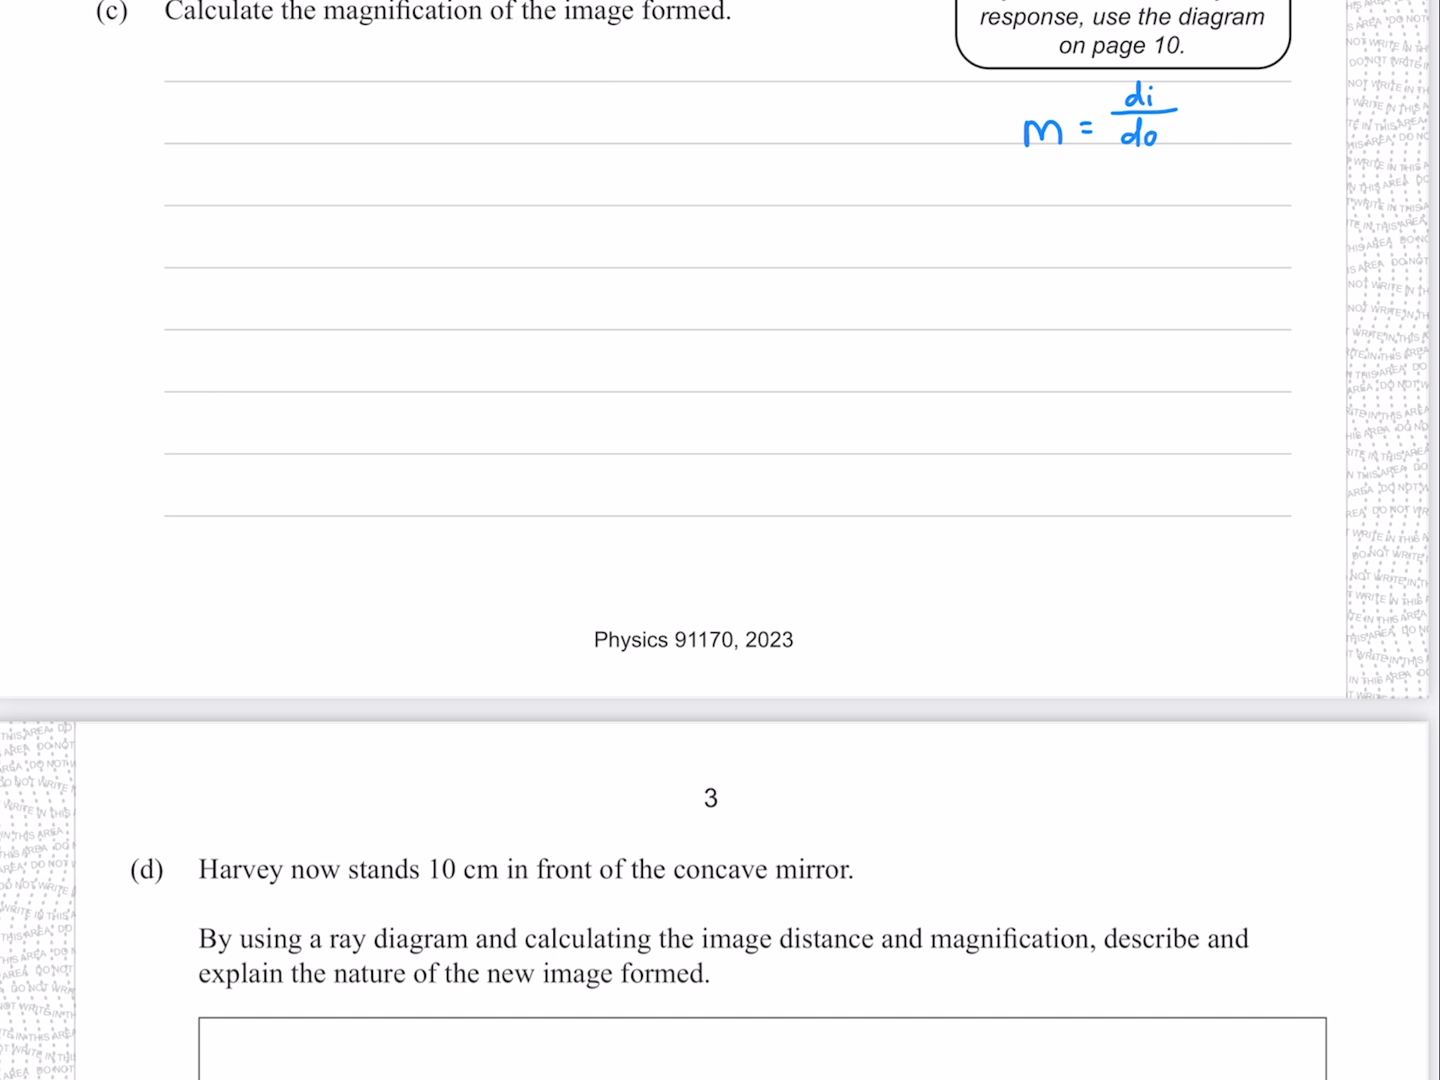 (c) Calculate the magnification of the image formed.
response, use the diagram
on page 10.
m = di/do
Physics 91170, 2023
3
(d) Harvey now stands 10 cm in front of the concave mirror.
By using a ray diagram and calculating the image distance and magnification, describe and
explain the nature of the new image formed.